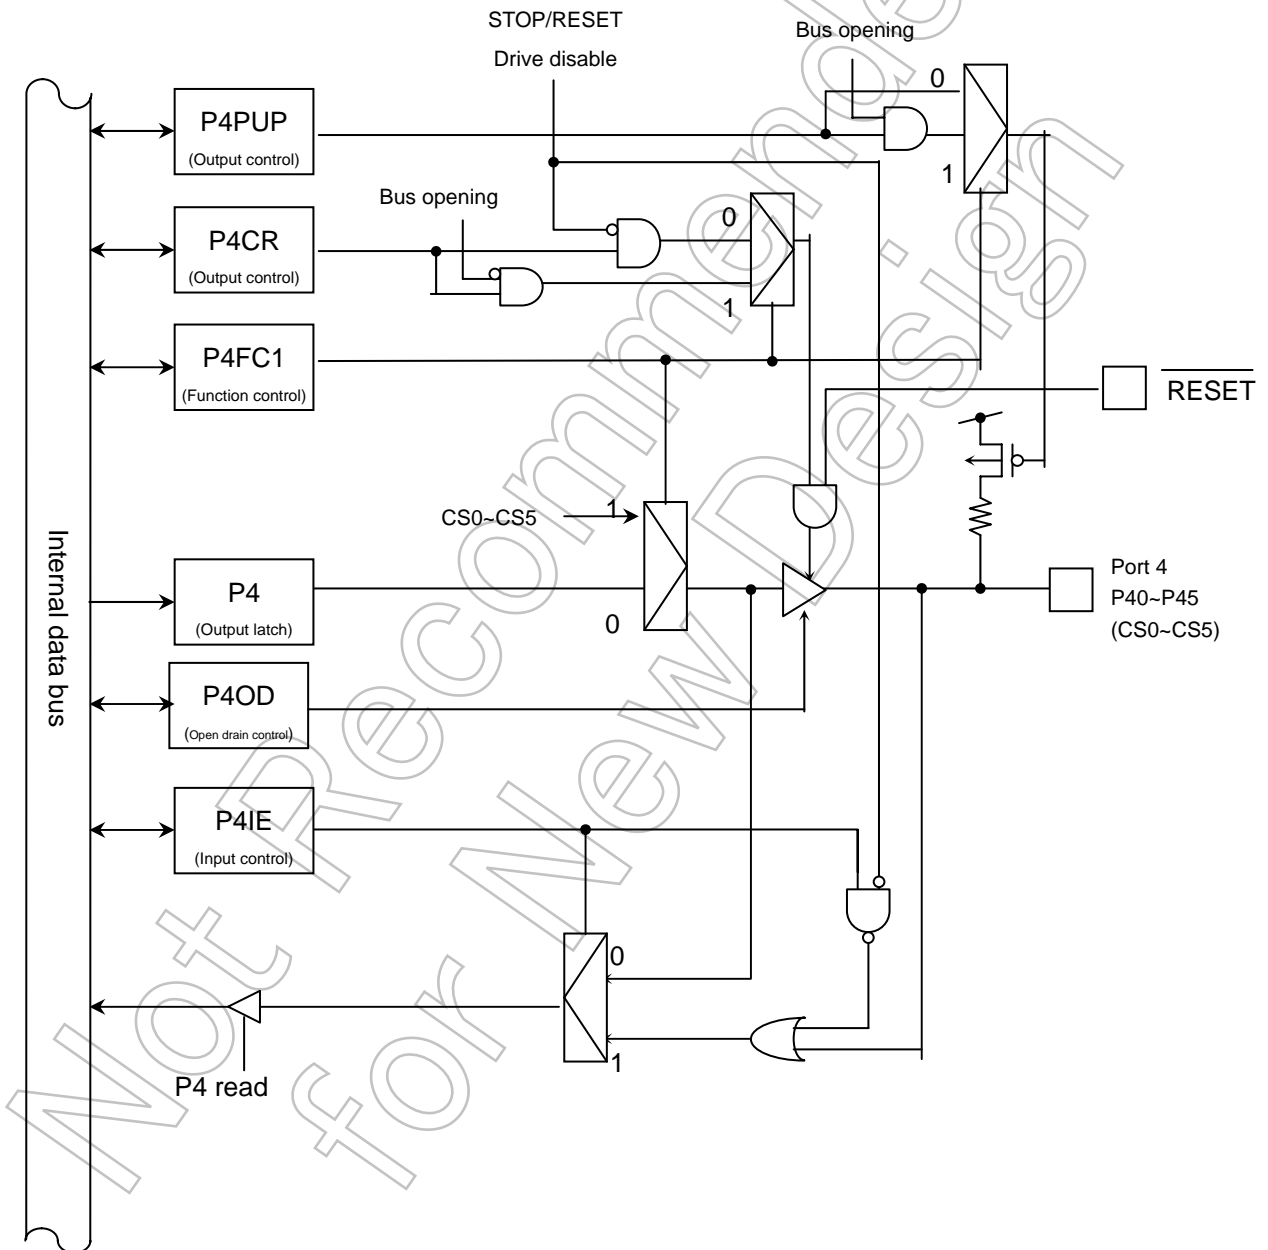 STOP/RESET
Drive disable
Bus opening
0
P4PUP
(Output control)
1
Bus opening
0
P4CR
(Output control)
1
P4FC1
(Function control)
RESET
CS0~CS5
1
Internal data bus
P4
(Output latch)
0
Port 4
P40~P45
(CS0~CS5)
P4OD
(Open drain control)
P4IE
(Input control)
0
1
P4 read
Not Recommended
for New Design